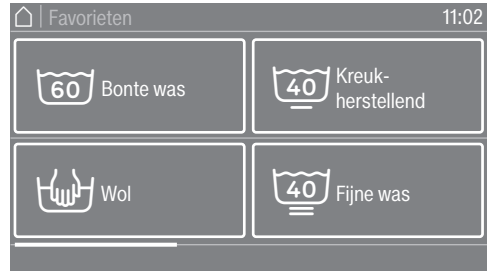 Favorieten 11:02
60 Bonte was
40 Kreuk-
herstellend
Wol
40 Fijne was